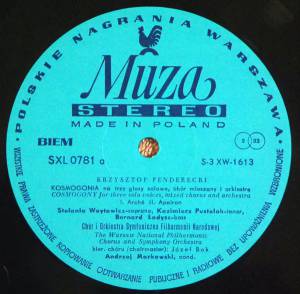 POLSKIE NAGRANIA WARSZAWA
Muza
STEREO
MADE IN POLAND
BIEM
SXL 0781 a
S-3 XW-1613
KRZYSZTOF PENDERECKI
KOSMOGONIA na trzy głosy solowe, chór mieszany i orkiestrę
COSMOGONY for three solo voices, mixed chorus and orchestra
I. Arché II. Apeiron
Stefania Woytowicz-soprano, Kazimierz Pustelak-tenor,
Bernard Ładysz-bas
Chór i Orkiestra Symfoniczna Filharmonii Narodowej
The Warsaw National Philharmonic
Chorus and Symphony Orchestra
kier. chóru /choirmaster/: Józef Bok
Andrzej Markowski, cond.
WSZELKIE PRAWA ZASTRZEŻONE KOPIOWANIE ODTWARZANIE PUBLICZNE I RADIOWE BEZ UPOWAŻNIENIA WZBRONIONE